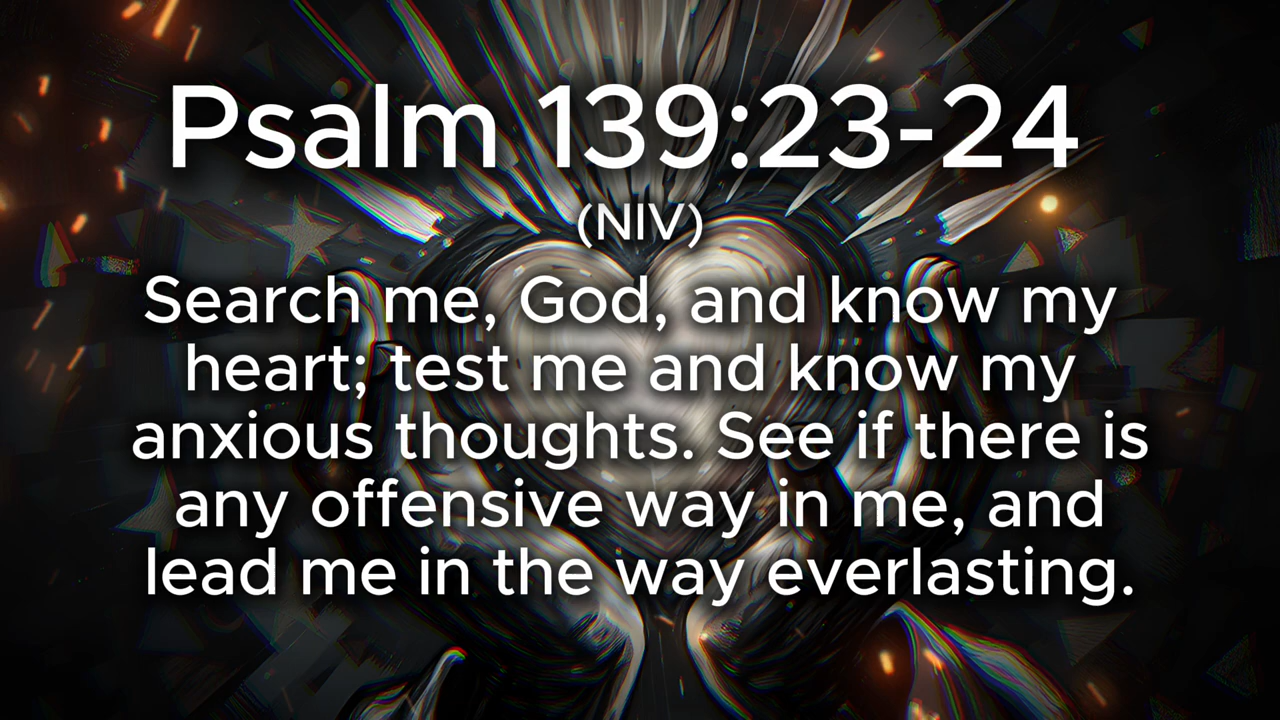 Psalm 139:23-24
(NIV)
Search me, God, and know my
heart; test me and know my
anxious thoughts. See if there is
any offensive way in me, and
lead me in the way everlasting.